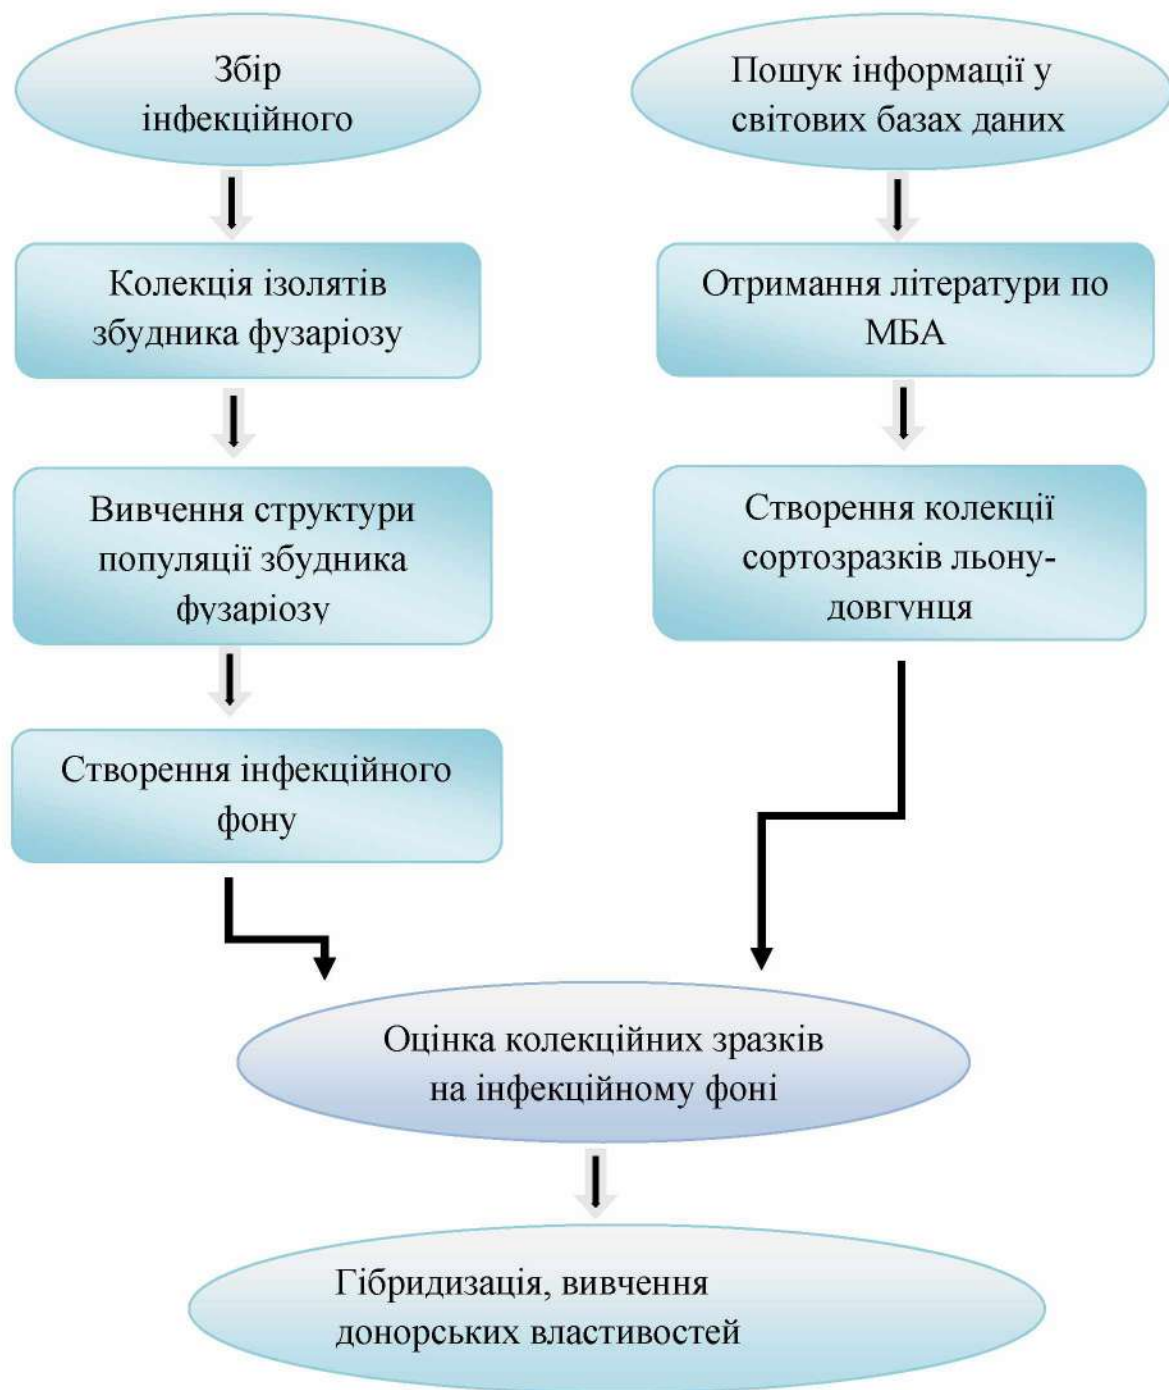 Збір
інфекційного
Пошук інформації у
світових базах даних
Колекція ізолятів
збудника фузаріозу
Отримання літератури по
МБА
Вивчення структури
популяції збудника
фузаріозу
Створення колекції
сортозразків льону-
довгунця
Створення інфекційного
фону
Оцінка колекційних зразків
на інфекційному фоні
Гібридизація, вивчення
донорських властивостей